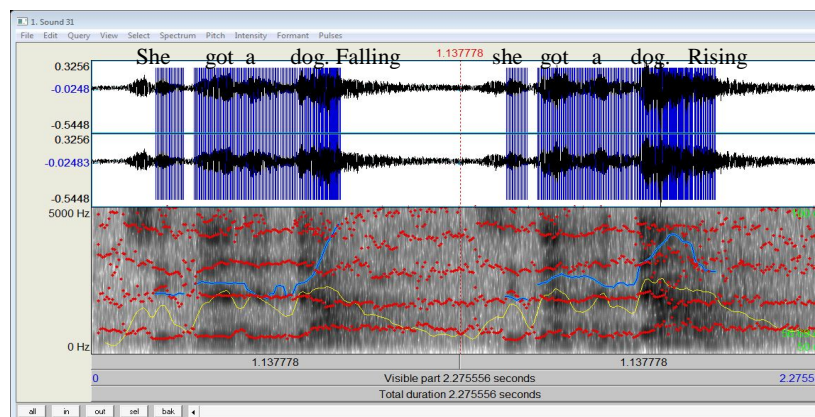 1. Sound 31
File Edit Query View Select Spectrum Pitch Intensity Formant Pulses
She got a dog. Falling 1.137778 she got a dog. Rising
0.3256
-0.0248
-0.5448
0.3256
-0.02483
-0.5448
5000 Hz
0 Hz
1.137778 1.137778
0 Visible part 2.275556 seconds 2.2755
Total duration 2.275556 seconds
all in out sel bak